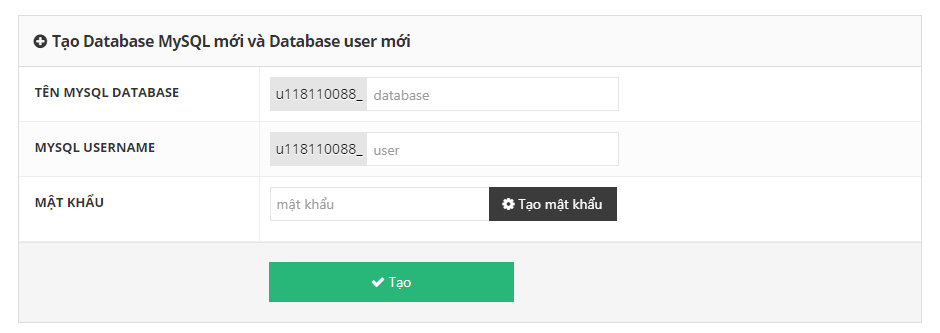 Tạo Database MySQL mới và Database user mới
TÊN MYSQL DATABASE
u118110088_ database
MYSQL USERNAME
u118110088_ user
MẬT KHẨU
mật khẩu Tạo mật khẩu
Tạo